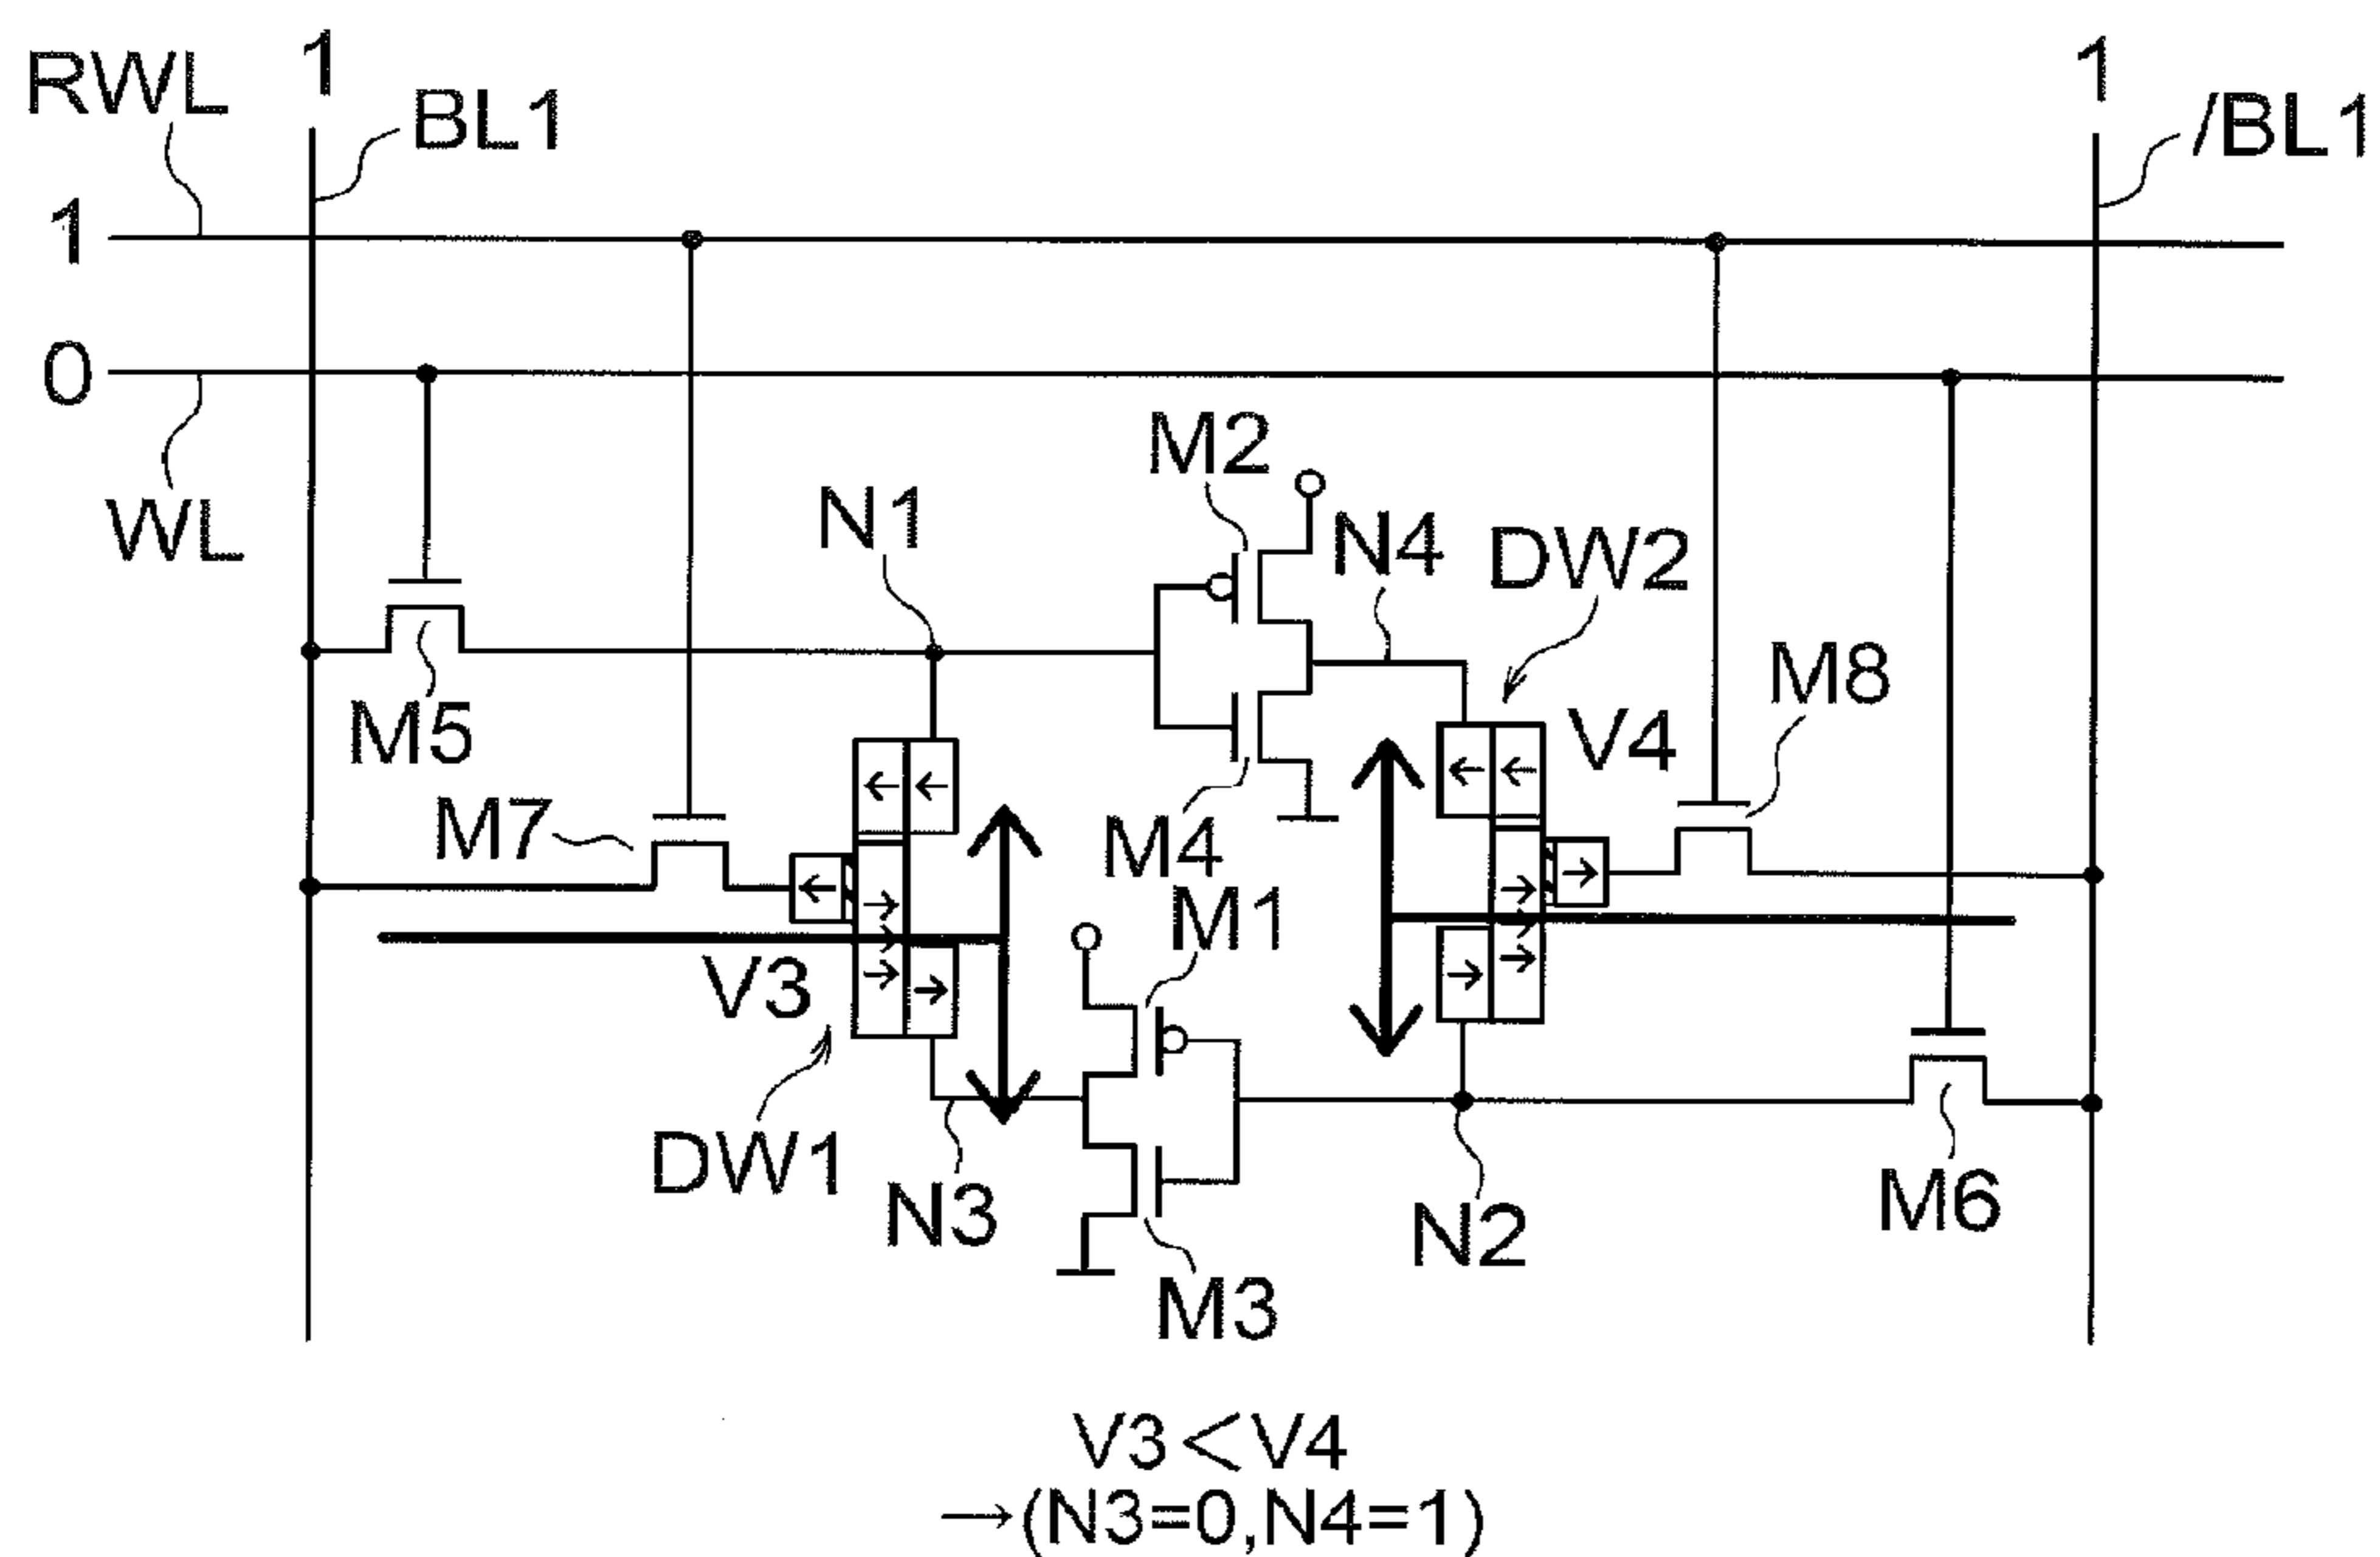 1
1
RWL
BL1
/BL1
1
0
M2
N1
N4
DW2
WL
M8
M5
V4
M7
M4
M1
V3
DW1
N3
N2
M6
M3
V3<V4
→(N3=0,N4=1)